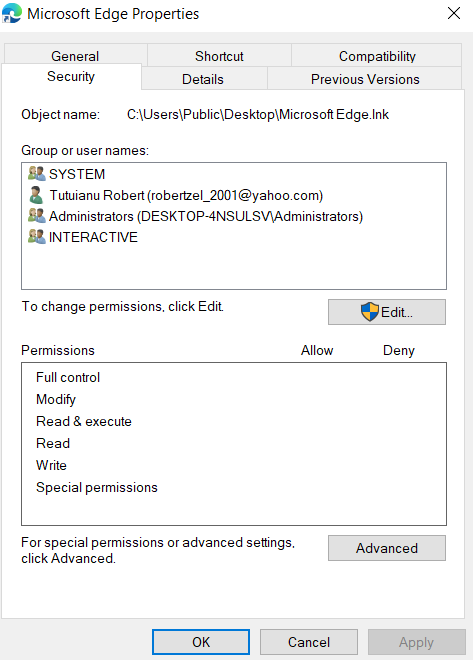 Microsoft Edge Properties
General Shortcut Compatibility
Security Details Previous Versions
Object name: C:\Users\Public\Desktop\Microsoft Edge.lnk
Group or user names:
SYSTEM
Tutuianu Robert (robertzel_2001@yahoo.com)
Administrators (DESKTOP-4NSULSV\Administrators)
INTERACTIVE
To change permissions, click Edit.
Edit...
Permissions Allow Deny
Full control
Modify
Read & execute
Read
Write
Special permissions
For special permissions or advanced settings,
click Advanced.
Advanced
OK Cancel Apply